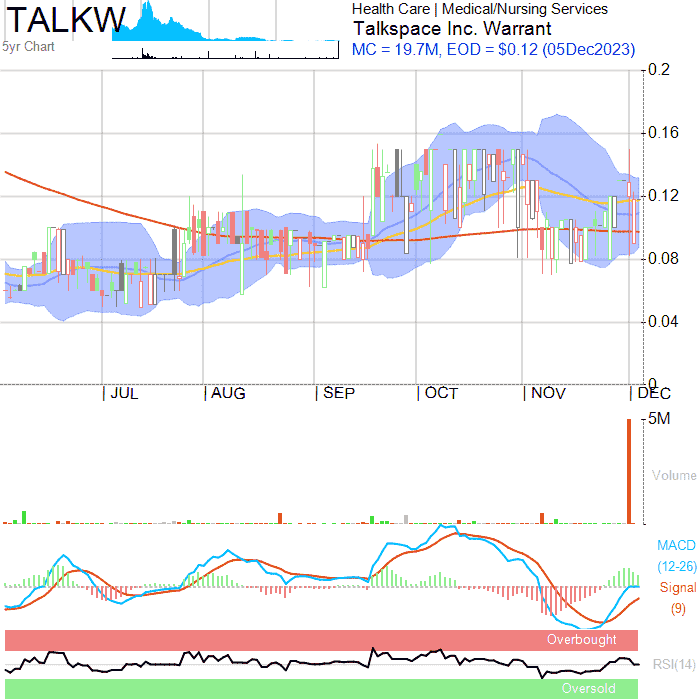 TALKW
5yr Chart
Health Care | Medical/Nursing Services
Talkspace Inc. Warrant
MC = 19.7M, EOD = $0.12 (05Dec2023)
0.2
0.16
0.12
0.08
0.04
0
JUL AUG SEP OCT NOV DEC
5M
Volume
MACD
(12-26)
Signal
(9)
Overbought
RSI(14)
Oversold